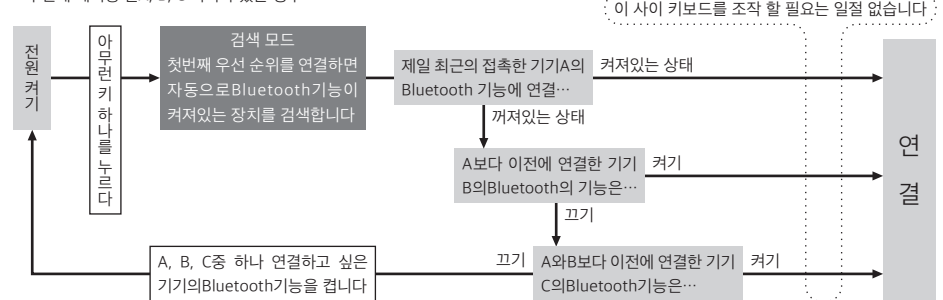 이 사이 키보드를 조작 할 필요는 일절 없습니다
전원 켜기
아무런 키 하나를 누르다
검색 모드
첫번째 우선 순위를 연결하면
자동으로Bluetooth기능이
켜져있는 장치를 검색합니다
제일 최근의 접촉한 기기A의
Bluetooth 기능에 연결…
켜져있는 상태
꺼져있는 상태
A보다 이전에 연결한 기기
B의Bluetooth의 기능은…
켜기
끄기
A와B보다 이전에 연결한 기기
C의Bluetooth기능은…
켜기
끄기
A, B, C중 하나 연결하고 싶은
기기의Bluetooth기능을 켭니다
연결